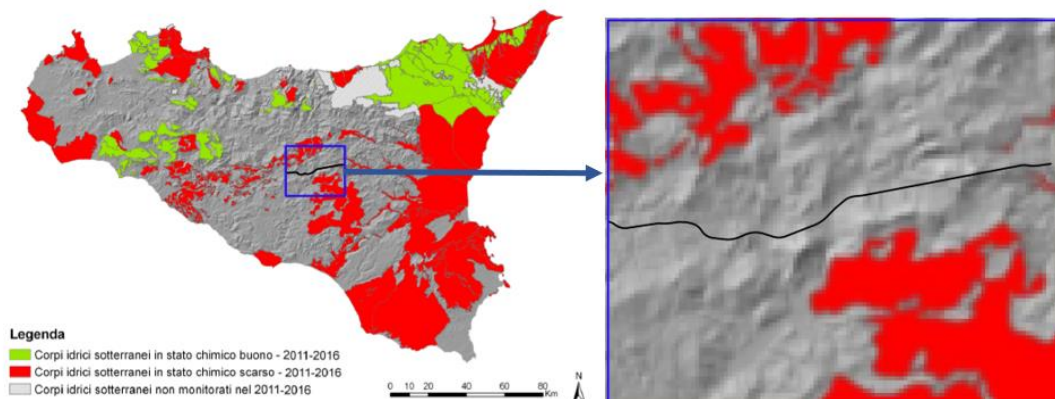 Legenda
Corpi idrici sotterranei in stato chimico buono - 2011-2016
Corpi idrici sotterranei in stato chimico scarso - 2011-2016
Corpi idrici sotterranei non monitorati nel 2011-2016
0 10 20 40 60 80
Km
N